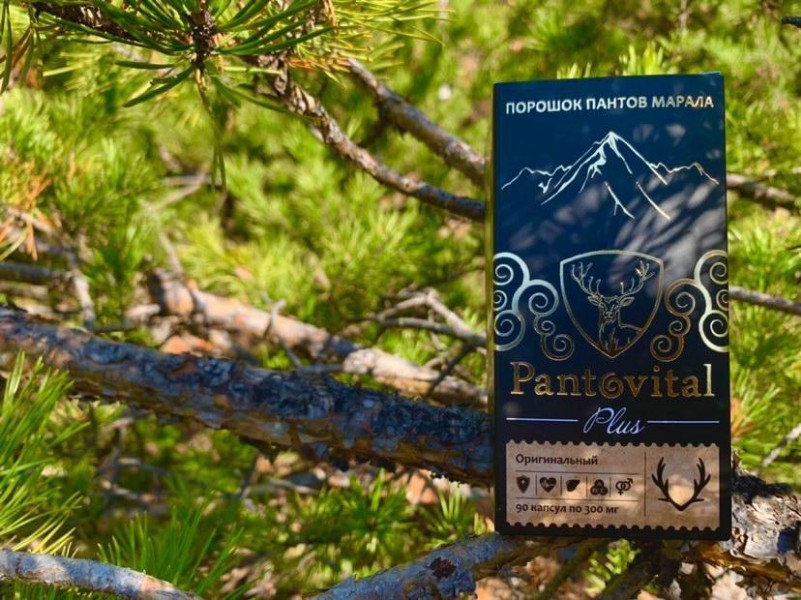 ПОРОШОК ПАНТОВ МАРАЛА
Pantovital
Plus
Оригинальный
90 капсул по 300 мг